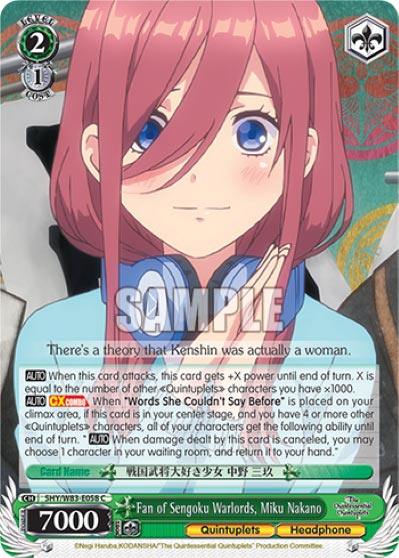 LEVEL
2
1
COST
SAMPLE
There's a theory that Kenshin was actually a woman.
AUTO When this card attacks, this card gets +X power until end of turn. X is
equal to the number of other «Quintuplets» characters you have ×1000.
AUTO CX COMBO When "Words She Couldn't Say Before" is placed on your
climax area, if this card is in your center stage, and you have 4 or more other
«Quintuplets» characters, all of your characters get the following ability until
end of turn. "AUTO When damage dealt by this card is canceled, you may
choose 1 character in your waiting room, and return it to your hand."
Card Name 戦国武将大好き少女 中野 三玖
CH 5HY/W83-E058 C
Fan of Sengoku Warlords, Miku Nakano
The Quintessential Quintuplets
7000
Quintuplets
Headphone
©Negi Haruba,KODANSHA/"The Quintessential Quintuplets" Production Committee